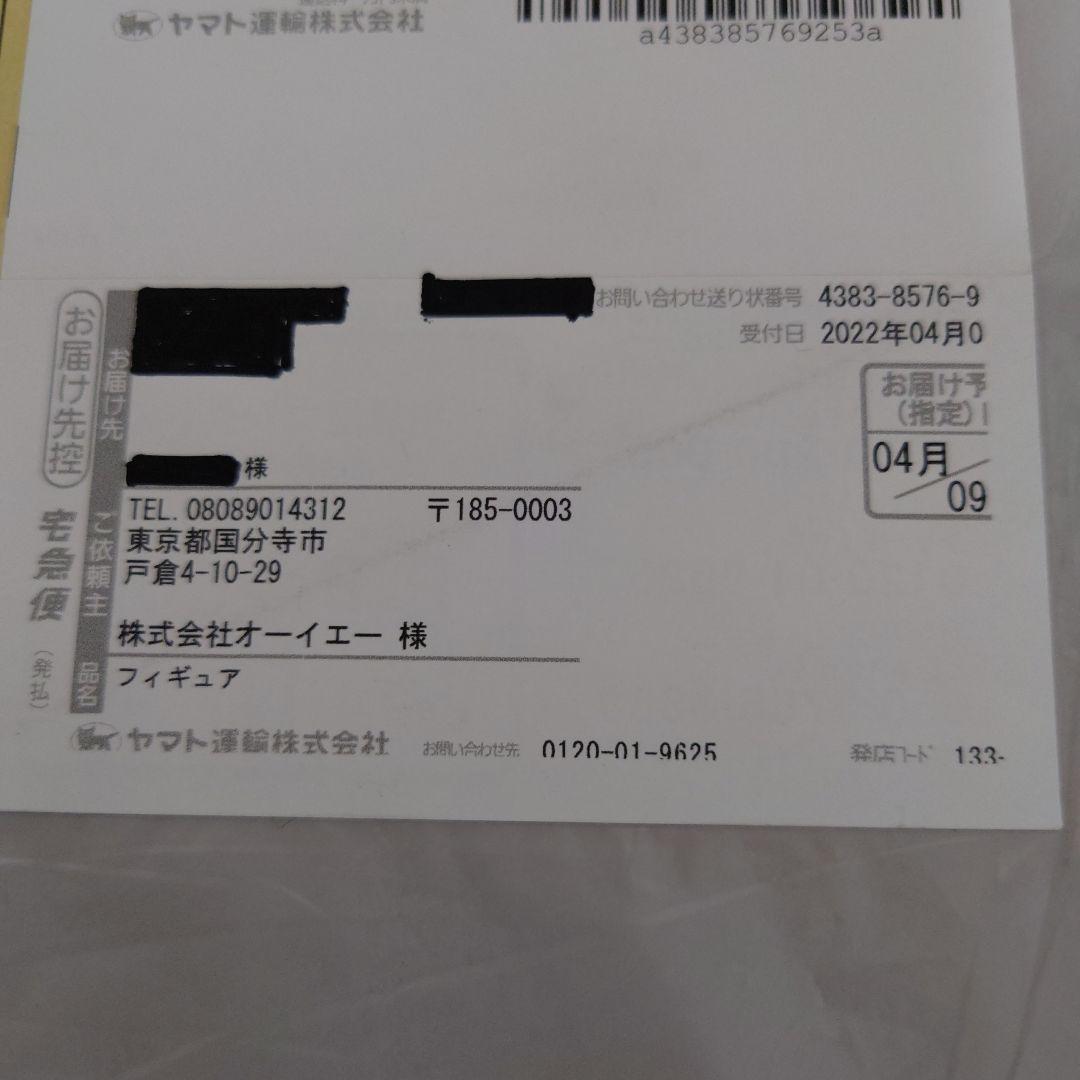 ヤマト運輸株式会社
a438385769253a
お届け先控
お届け先
お問い合わせ送り状番号 4383-8576-9
受付日 2022年04月0
お届け予
(指定)
04月
09
様
宅急便
(発払)
ご依頼主
TEL. 08089014312 〒185-0003
東京都国分寺市
戸倉4-10-29
株式会社オーイエー 様
品名
フィギュア
ヤマト運輸株式会社 お問い合わせ先 0120-01-9625 発店コード 133-